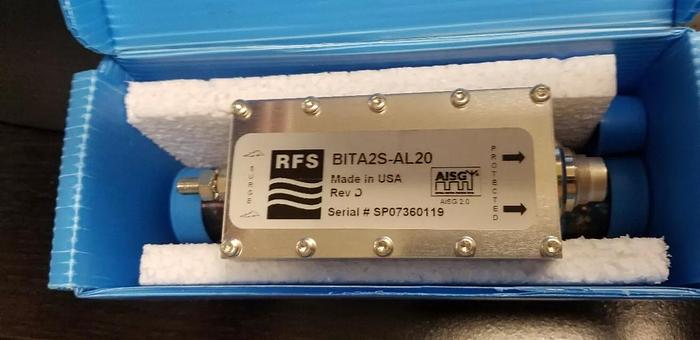 SURGE
RFS
BITA2S-AL20
Made in USA
Rev D
Serial # SP07360119
AISG
AISG 2.0
PROTECTED